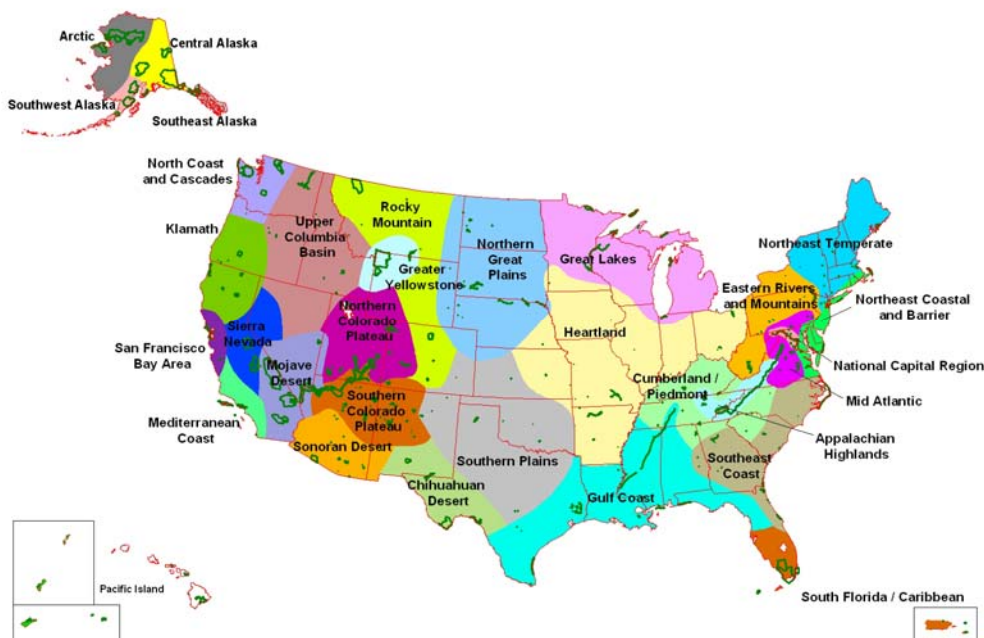 Arctic
Central Alaska
Southwest Alaska
Southeast Alaska
North Coast
and Cascades
Klamath
Upper
Columbia
Basin
Rocky
Mountain
Greater
Yellowstone
Northern
Great
Plains
Great Lakes
Northeast Temperate
Eastern Rivers
and Mountains
Northeast Coastal
and Barrier
National Capital Region
Mid Atlantic
Appalachian
Highlands
Sierra
Nevada
San Francisco
Bay Area
Mojave
Desert
Northern
Colorado
Plateau
Heartland
Cumberland /
Piedmont
Mediterranean
Coast
Southern
Colorado
Plateau
Sonoran Desert
Southern Plains
Chihuahuan
Desert
Gulf Coast
Southeast
Coast
Pacific Island
South Florida / Caribbean